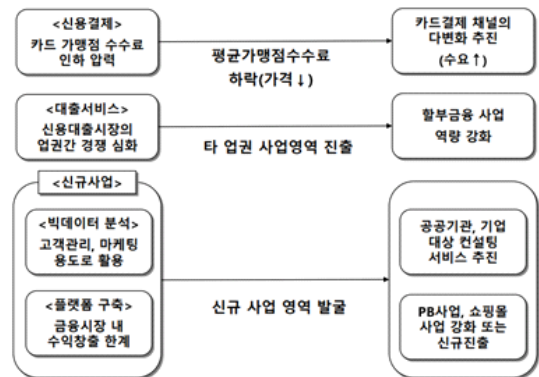 <신용결제>
카드 가맹점 수수료
인하 압력
평균가맹점수수료
하락(가격↓)
카드결제 채널의
다변화 추진
(수요↑)
<대출서비스>
신용대출시장의
업권간 경쟁 심화
타 업권 사업영역 진출
할부금융 사업
역량 강화
<신규사업>
<빅데이터 분석>
고객관리, 마케팅
용도로 활용
<플랫폼 구축>
금융시장 내
수익창출 한계
신규 사업 영역 발굴
공공기관, 기업
대상 컨설팅
서비스 추진
PB사업, 쇼핑몰
사업 강화 또는
신규진출